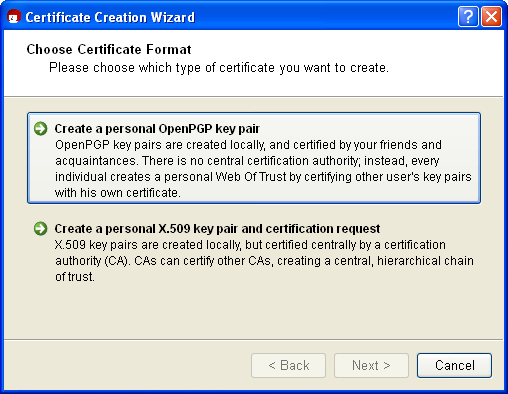 Certificate Creation Wizard
Choose Certificate Format
Please choose which type of certificate you want to create.
Create a personal OpenPGP key pair
OpenPGP key pairs are created locally, and certified by your friends and
acquaintances. There is no central certification authority; instead, every
individual creates a personal Web Of Trust by certifying other user's key pairs
with his own certificate.
Create a personal X.509 key pair and certification request
X.509 key pairs are created locally, but certified centrally by a certification
authority (CA). CAs can certify other CAs, creating a central, hierarchical chain
of trust.
< Back Next > Cancel